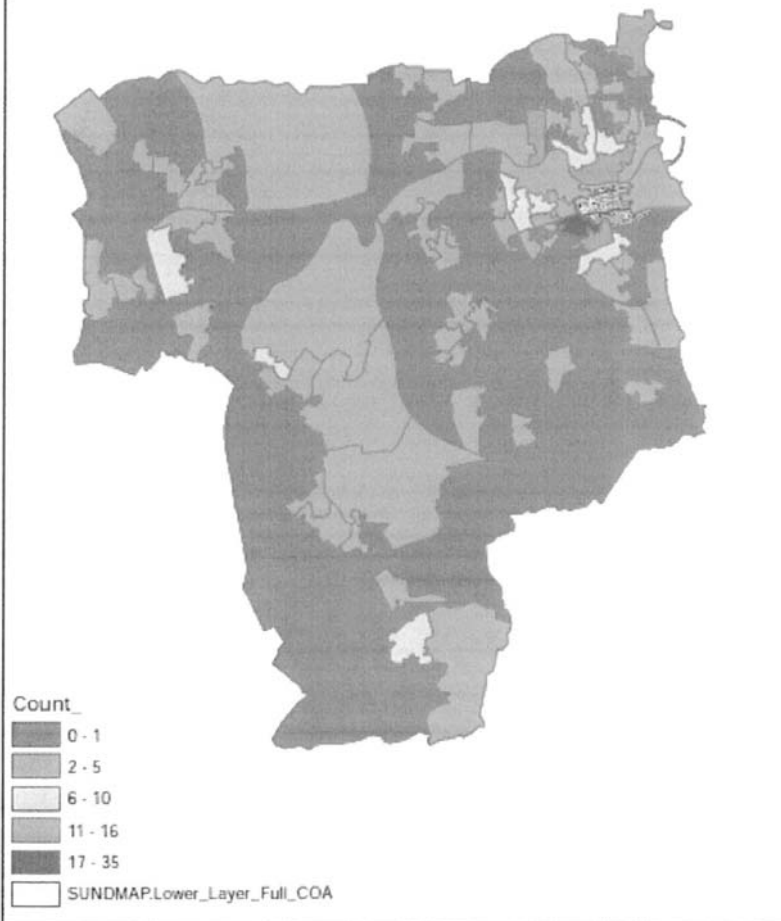 Count_
0 - 1
2 - 5
6 - 10
11 - 16
17 - 35
SUNDMAP.Lower_Layer_Full_COA